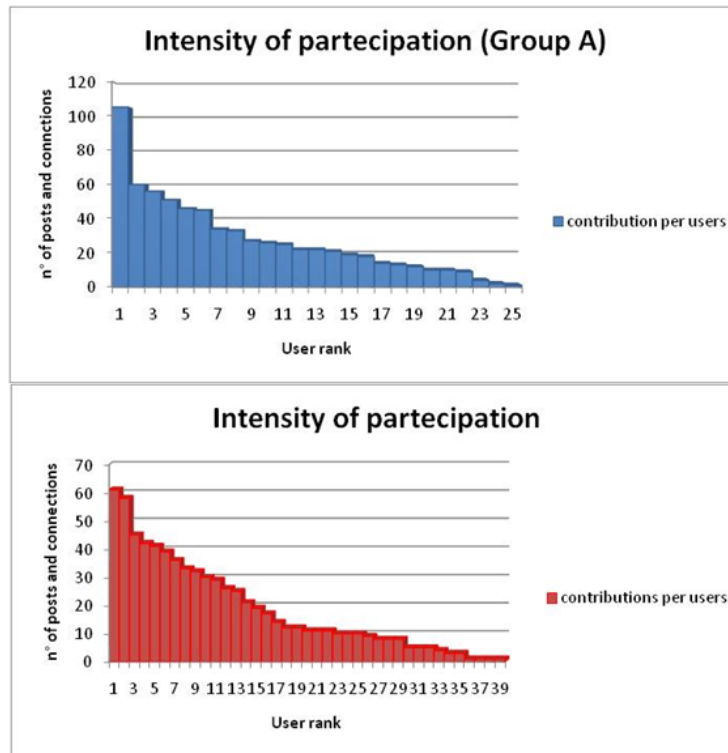 Intensity of partecipation (Group A)
n° of posts and connctions
120
100
80
60
40
20
0
1 3 5 7 9 11 13 15 17 19 21 23 25
User rank
contribution per users
Intensity of partecipation
n° of posts and connections
70
60
50
40
30
20
10
0
1 3 5 7 9 11 13 15 17 19 21 23 25 27 29 31 33 35 37 39
User rank
contributions per users